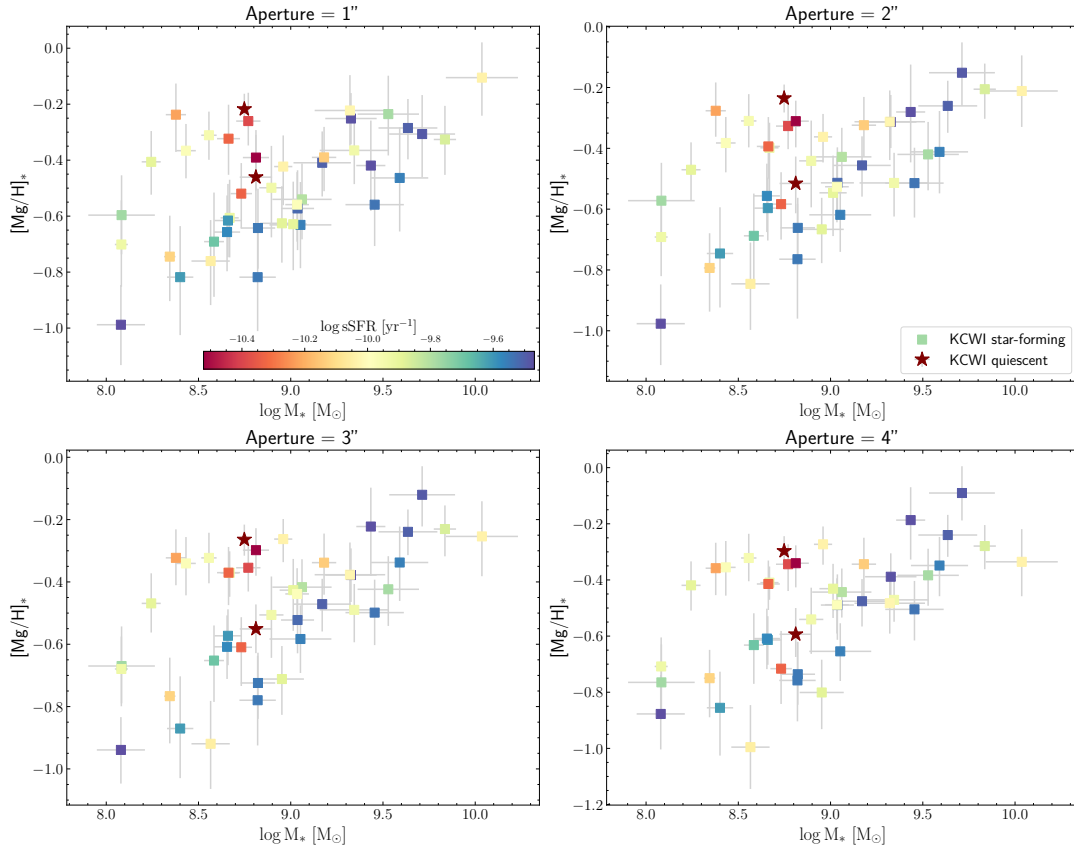 Aperture = 1” Aperture = 2”
0.0 −0.2 −0.4 −0.6 −0.8 −1.0
[Mg/H]*
log sSFR [yr⁻¹]
−10.4 −10.2 −10.0 −9.8 −9.6
8.0 8.5 9.0 9.5 10.0
log M* [M⊙]
0.0 −0.2 −0.4 −0.6 −0.8 −1.0
[Mg/H]*
KCWI star-forming
KCWI quiescent
8.0 8.5 9.0 9.5 10.0
log M* [M⊙]
Aperture = 3” Aperture = 4”
0.0 −0.2 −0.4 −0.6 −0.8 −1.0
[Mg/H]*
8.0 8.5 9.0 9.5 10.0
log M* [M⊙]
0.0 −0.2 −0.4 −0.6 −0.8 −1.0 −1.2
[Mg/H]*
8.0 8.5 9.0 9.5 10.0
log M* [M⊙]